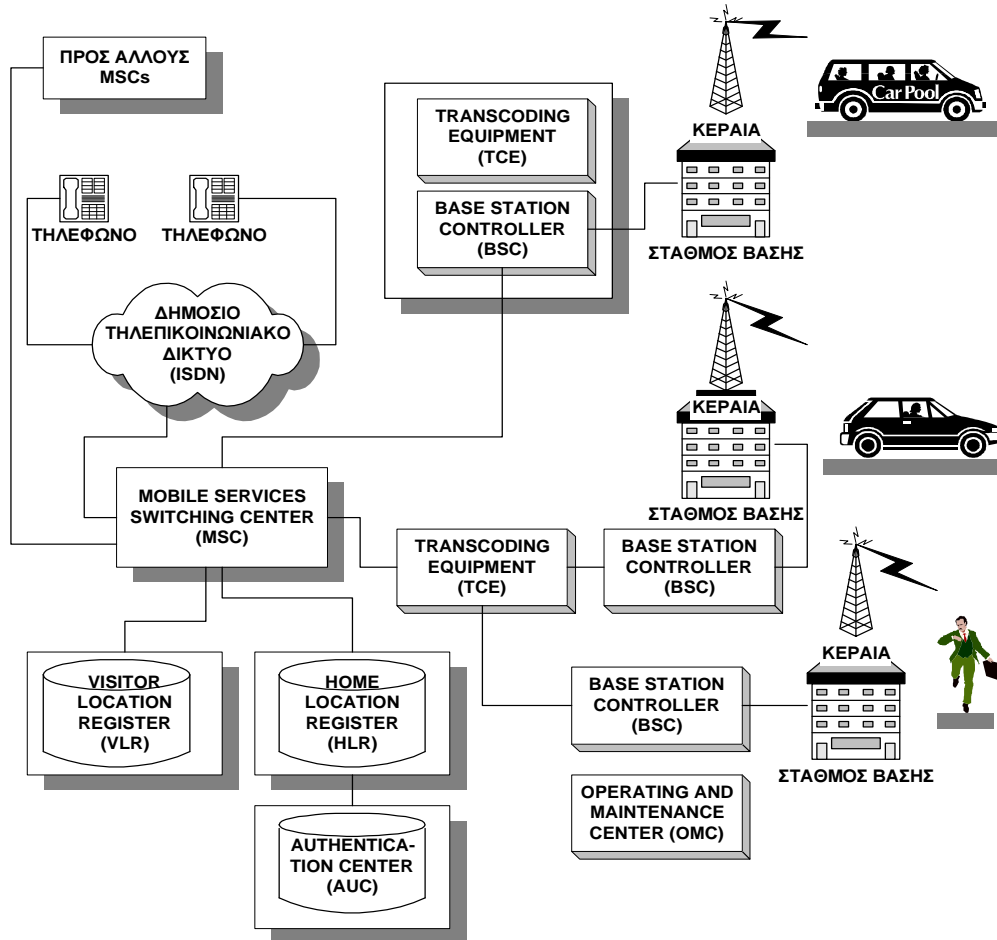 ΠΡΟΣ ΑΛΛΟΥΣ
MSCs
TRANSCODING
EQUIPMENT
(TCE)
BASE STATION
CONTROLLER
(BSC)
ΚΕΡΑΙΑ
ΣΤΑΘΜΟΣ ΒΑΣΗΣ
Car Pool
ΤΗΛΕΦΩΝΟ
ΤΗΛΕΦΩΝΟ
ΔΗΜΟΣΙΟ
ΤΗΛΕΠΙΚΟΙΝΩΝΙΑΚΟ
ΔΙΚΤΥΟ
(ISDN)
ΚΕΡΑΙΑ
ΣΤΑΘΜΟΣ ΒΑΣΗΣ
MOBILE SERVICES
SWITCHING CENTER
(MSC)
TRANSCODING
EQUIPMENT
(TCE)
BASE STATION
CONTROLLER
(BSC)
ΚΕΡΑΙΑ
ΣΤΑΘΜΟΣ ΒΑΣΗΣ
VISITOR
LOCATION
REGISTER
(VLR)
HOME
LOCATION
REGISTER
(HLR)
BASE STATION
CONTROLLER
(BSC)
OPERATING AND
MAINTENANCE
CENTER (OMC)
AUTHENTICA-
TION CENTER
(AUC)